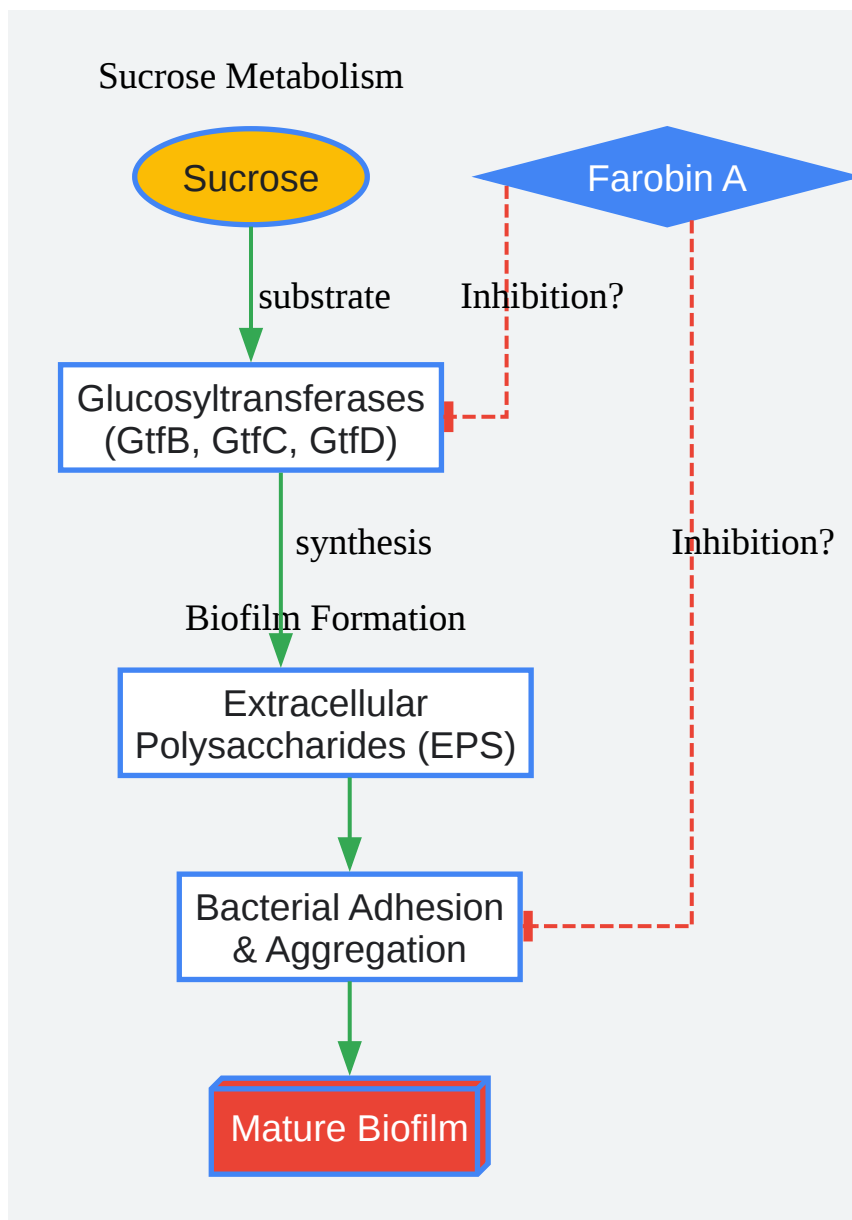 Sucrose Metabolism
Sucrose
Farobin A
substrate
Inhibition?
Glucosyltransferases
(GtfB, GtfC, GtfD)
synthesis
Inhibition?
Biofilm Formation
Extracellular
Polysaccharides (EPS)
Bacterial Adhesion
& Aggregation
Mature Biofilm